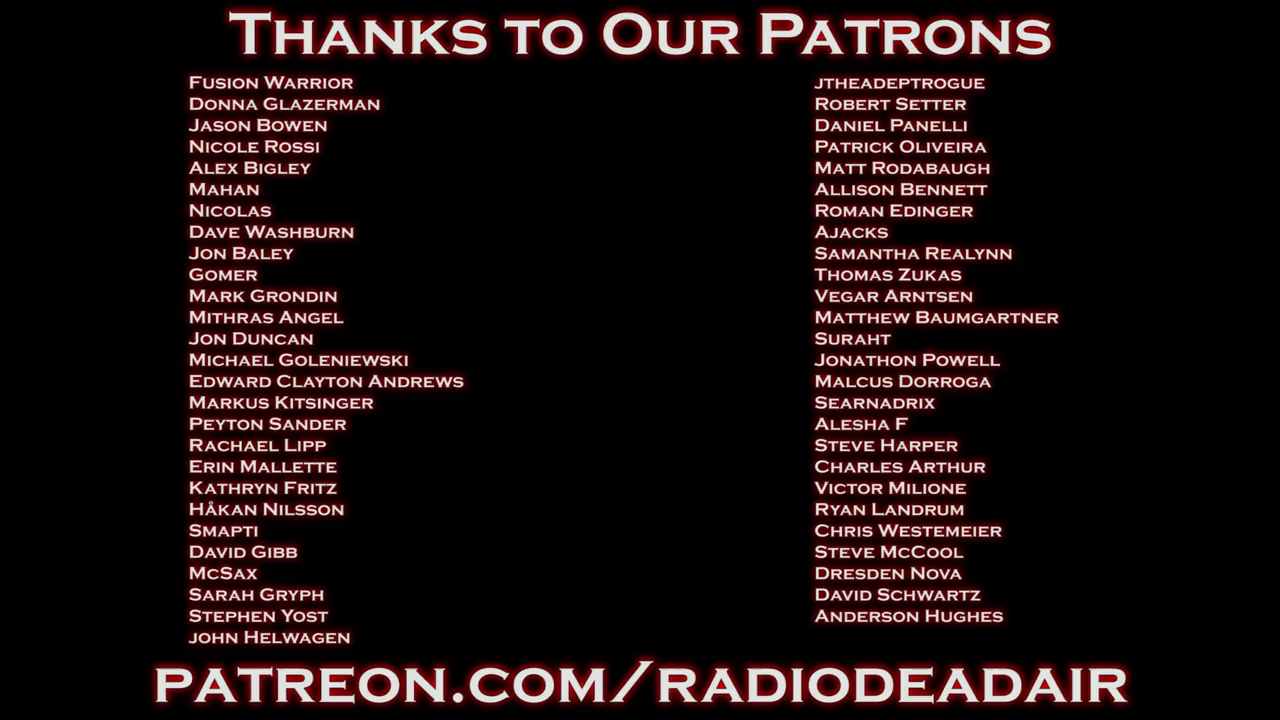 Thanks to Our Patrons
Fusion Warrior
Donna Glazerman
Jason Bowen
Nicole Rossi
Alex Bigley
Mahan
Nicolas
Dave Washburn
Jon Baley
Gomer
Mark Grondin
Mithras Angel
Jon Duncan
Michael Goleniewski
Edward Clayton Andrews
Markus Kitsinger
Peyton Sander
Rachael Lipp
Erin Mallette
Kathryn Fritz
Håkan Nilsson
Smapti
David Gibb
McSax
Sarah Gryph
Stephen Yost
john Helwagen
jtheadeptrogue
Robert Setter
Daniel Panelli
Patrick Oliveira
Matt Rodabaugh
Allison Bennett
Roman Edinger
Ajacks
Samantha Realynn
Thomas Zukas
Vegar Arntsen
Matthew Baumgartner
Suraht
Jonathon Powell
Malcus Dorroga
Searnadrix
Alesha F
Steve Harper
Charles Arthur
Victor Milione
Ryan Landrum
Chris Westemeier
Steve McCool
Dresden Nova
David Schwartz
Anderson Hughes
patreon.com/radiodeadair